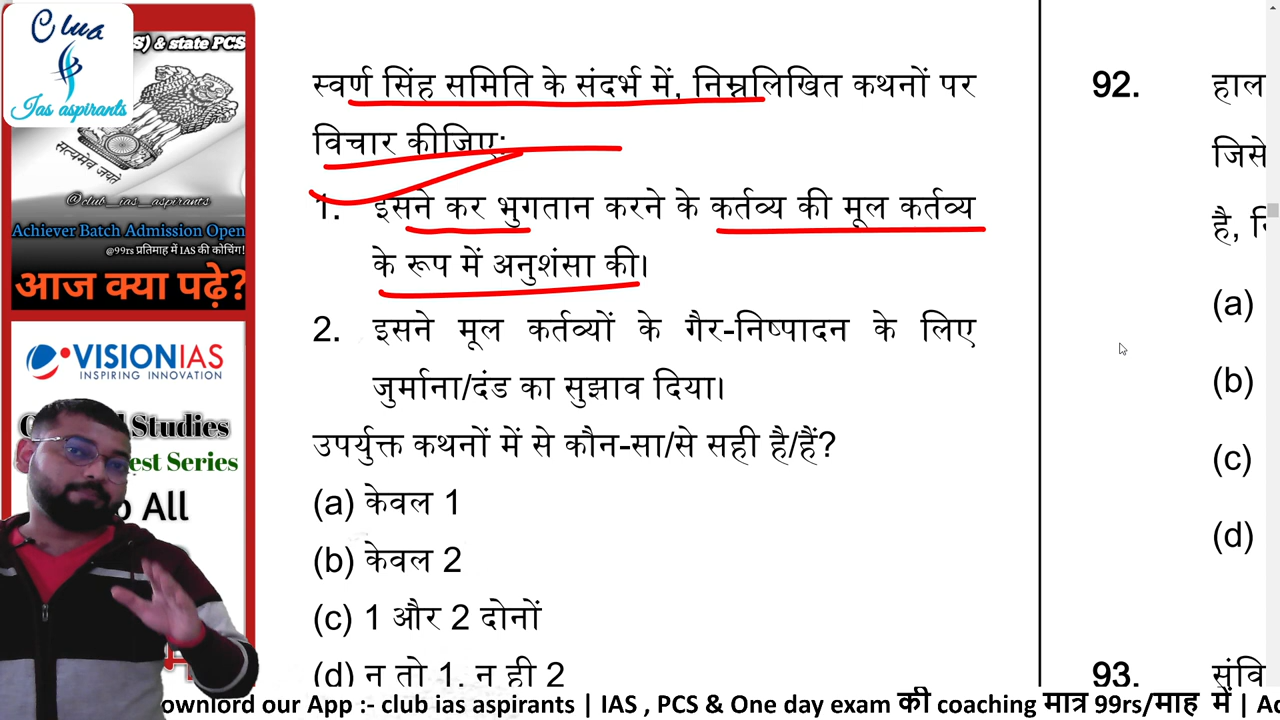 Club
Ias aspirants
S) & state PCS
सत्यमेव जयते
@club_ias_aspirants
Achiever Batch Admission Open
@99rs प्रतिमाह में IAS की कोचिंग!
आज क्या पढ़े?
VISIONIAS
INSPIRING INNOVATION
Studies
est Series
All
स्वर्ण सिंह समिति के संदर्भ में, निम्नलिखित कथनों पर
विचार कीजिए:
1. इसने कर भुगतान करने के कर्तव्य की मूल कर्तव्य
के रूप में अनुशंसा की।
2. इसने मूल कर्तव्यों के गैर-निष्पादन के लिए
जुर्माना/दंड का सुझाव दिया।
उपर्युक्त कथनों में से कौन-सा/से सही है/हैं?
(a) केवल 1
(b) केवल 2
(c) 1 और 2 दोनों
(d) न तो 1, न ही 2
92. हाल
जिसे
है,
(a)
(b)
(c)
(d)
93. संवि
ownlord our App :- club ias aspirants | IAS , PCS & One day exam की coaching मात्र 99rs/माह में | Ad